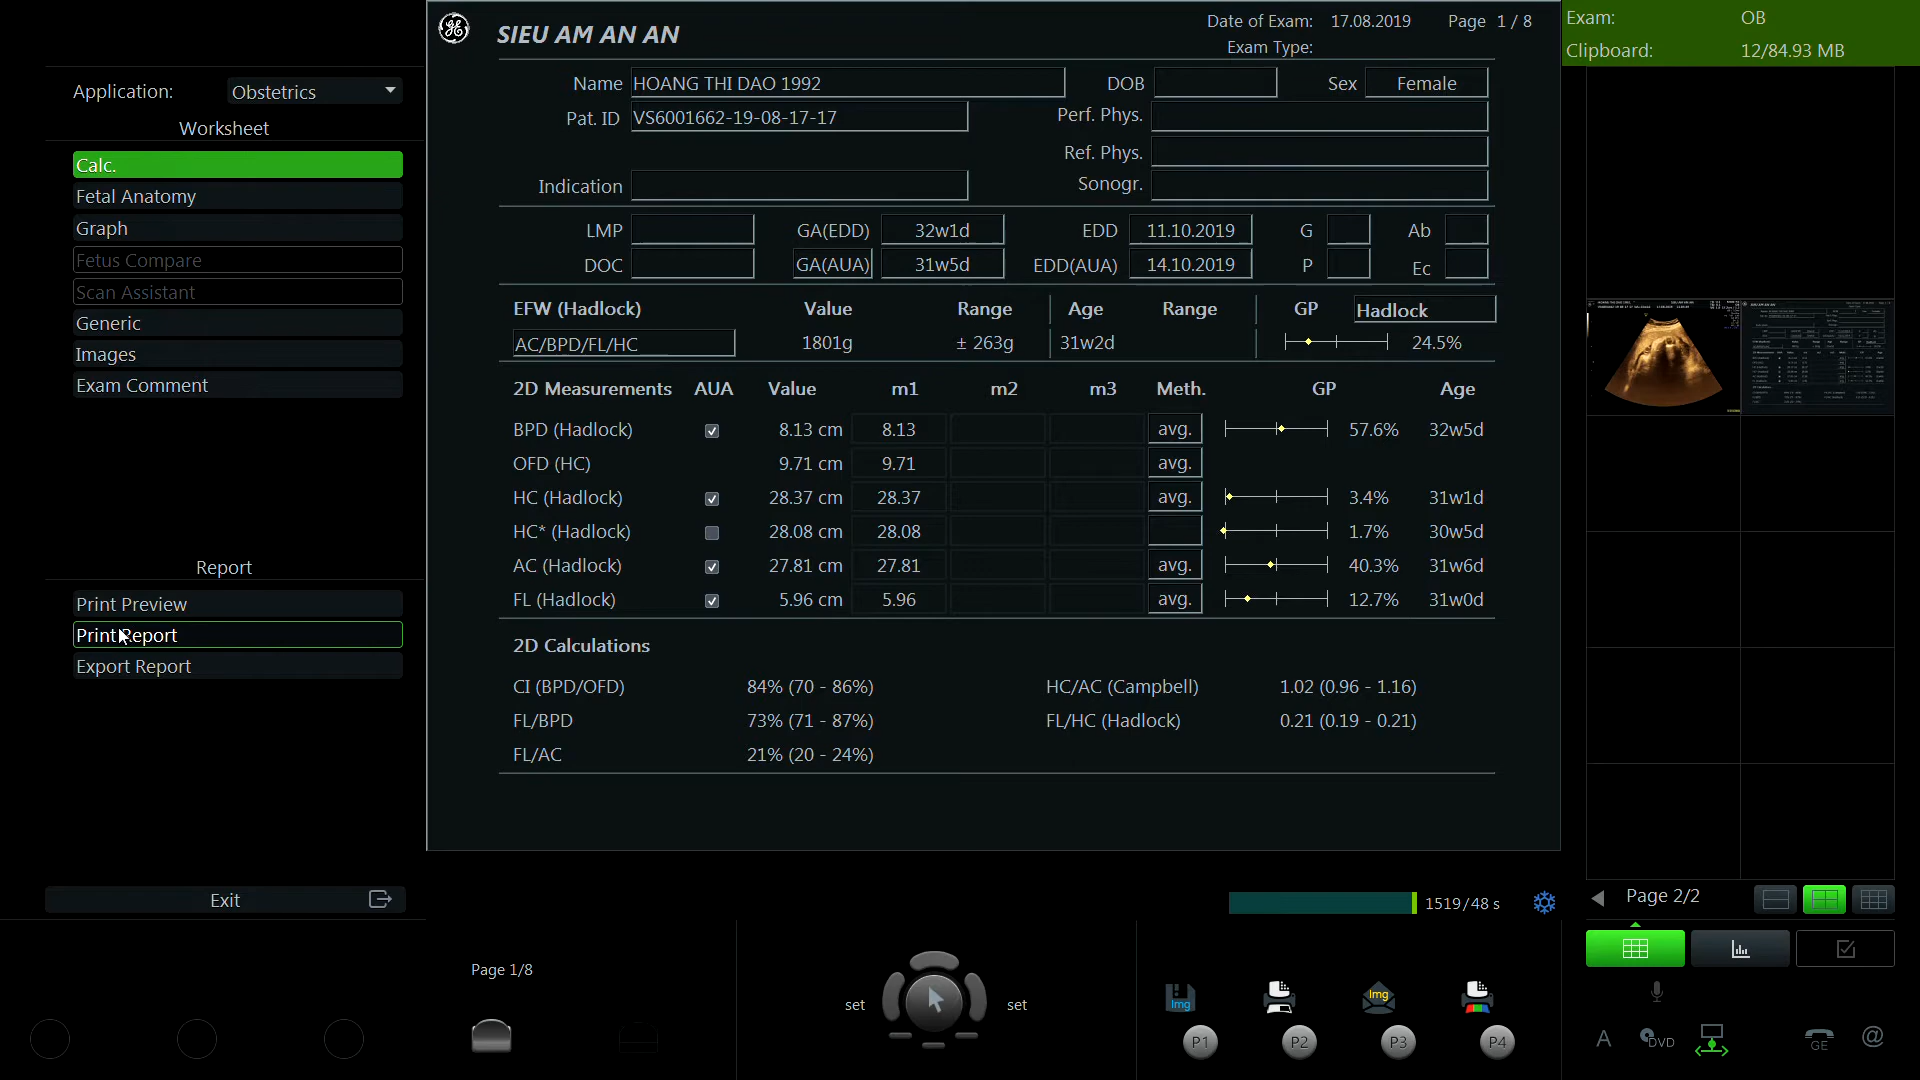 SIEU AM AN AN
Date of Exam: 17.08.2019 Page 1 / 8
Exam Type:
Exam: OB
Clipboard: 12/84.93 MB
Application: Obstetrics
Worksheet
Calc.
Fetal Anatomy
Graph
Fetus Compare
Scan Assistant
Generic
Images
Exam Comment
Report
Print Preview
Print Report
Export Report
Exit
Name HOANG THI DAO 1992 DOB Sex Female
Pat. ID VS6001662-19-08-17-17 Perf. Phys.
Ref. Phys.
Indication Sonogr.
LMP GA(EDD) 32w1d EDD 11.10.2019 G Ab
DOC GA(AUA) 31w5d EDD(AUA) 14.10.2019 P Ec
EFW (Hadlock) Value Range Age Range GP Hadlock
AC/BPD/FL/HC 1801g ± 263g 31w2d 24.5%
2D Measurements AUA Value m1 m2 m3 Meth. GP Age
BPD (Hadlock) 8.13 cm 8.13 avg. 57.6% 32w5d
OFD (HC) 9.71 cm 9.71 avg.
HC (Hadlock) 28.37 cm 28.37 avg. 3.4% 31w1d
HC* (Hadlock) 28.08 cm 28.08 1.7% 30w5d
AC (Hadlock) 27.81 cm 27.81 avg. 40.3% 31w6d
FL (Hadlock) 5.96 cm 5.96 avg. 12.7% 31w0d
2D Calculations
CI (BPD/OFD) 84% (70 - 86%) HC/AC (Campbell) 1.02 (0.96 - 1.16)
FL/BPD 73% (71 - 87%) FL/HC (Hadlock) 0.21 (0.19 - 0.21)
FL/AC 21% (20 - 24%)
1519/48 s
Page 2/2
Page 1/8
set set
Img Img
P1 P2 P3 P4
A DVD GE @